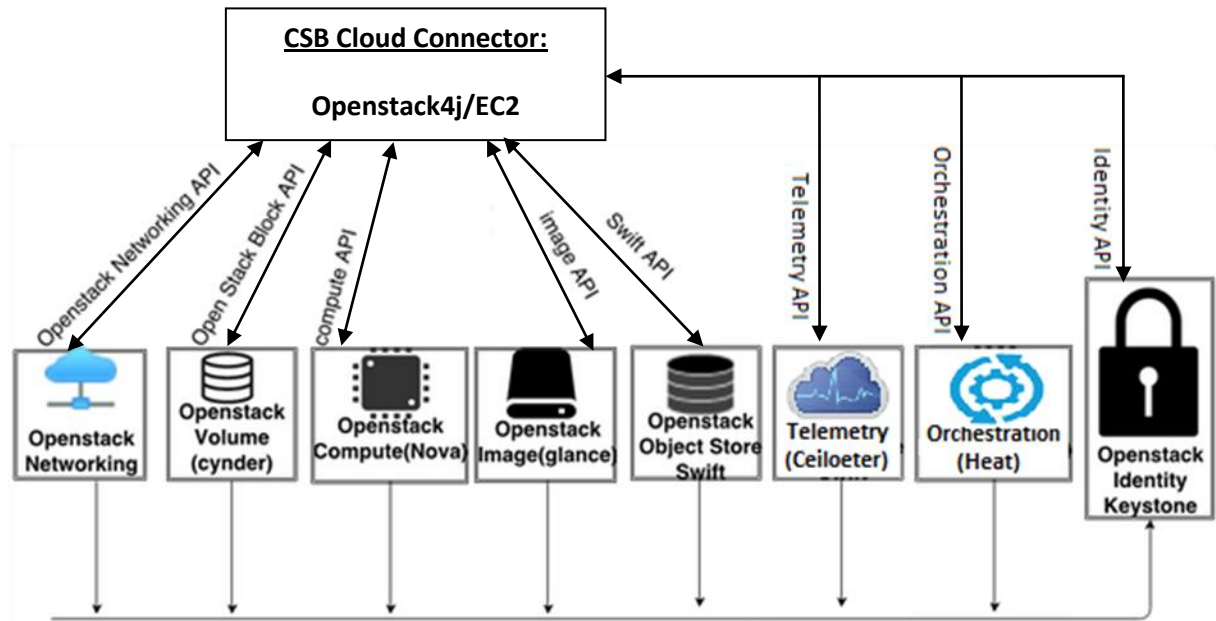 CSB Cloud Connector:
Openstack4j/EC2
Openstack Networking API
Open Stack Block API
compute API
image API
Swift API
Telemetry API
Orchestration API
Identity API
Openstack
Networking
Openstack
Volume
(cynder)
Openstack
Compute(Nova)
Openstack
Image(glance)
Openstack
Object Store
Swift
Telemetry
(Ceiloeter)
Orchestration
(Heat)
Openstack
Identity
Keystone